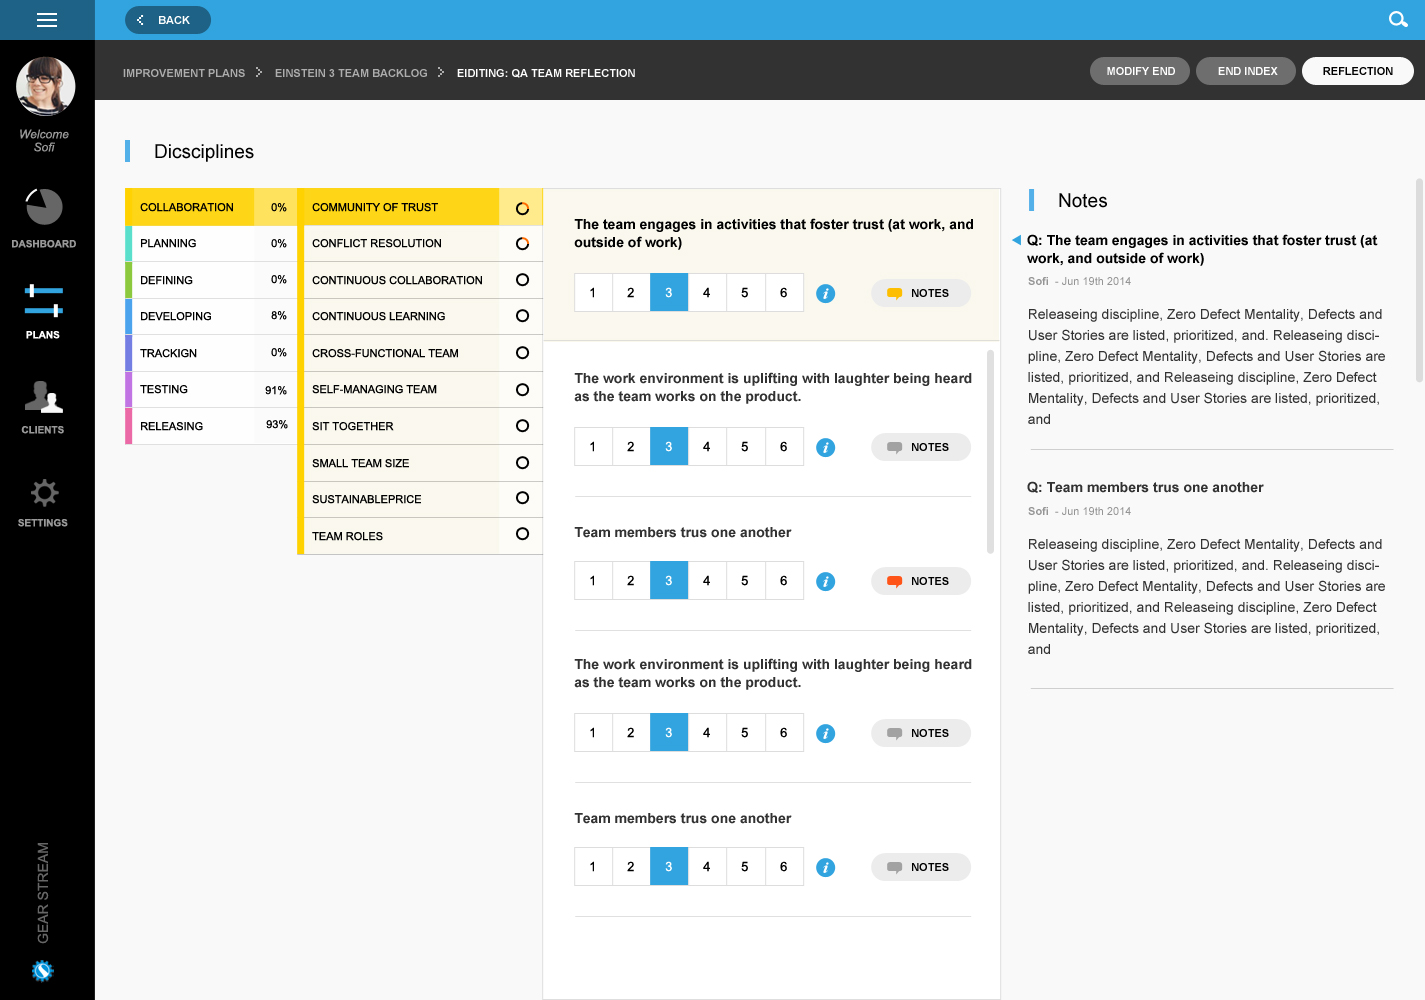 BACK
IMPROVEMENT PLANS
EINSTEIN 3 TEAM BACKLOG
EIDITING: QA TEAM REFLECTION
MODIFY END
END INDEX
REFLECTION
Welcome
Sofi
DASHBOARD
PLANS
CLIENTS
SETTINGS
GEAR STREAM
Dicsciplines
COLLABORATION 0%
PLANNING 0%
DEFINING 0%
DEVELOPING 8%
TRACKIGN 0%
TESTING 91%
RELEASING 93%
COMMUNITY OF TRUST
CONFLICT RESOLUTION
CONTINUOUS COLLABORATION
CONTINUOUS LEARNING
CROSS-FUNCTIONAL TEAM
SELF-MANAGING TEAM
SIT TOGETHER
SMALL TEAM SIZE
SUSTAINABLEPRICE
TEAM ROLES
The team engages in activities that foster trust (at work, and
outside of work)
1 2 3 4 5 6 i NOTES
The work environment is uplifting with laughter being heard
as the team works on the product.
1 2 3 4 5 6 i NOTES
Team members trus one another
1 2 3 4 5 6 i NOTES
The work environment is uplifting with laughter being heard
as the team works on the product.
1 2 3 4 5 6 i NOTES
Team members trus one another
1 2 3 4 5 6 i NOTES
Notes
Q: The team engages in activities that foster trust (at
work, and outside of work)
Sofi - Jun 19th 2014
Releaseing discipline, Zero Defect Mentality, Defects and
User Stories are listed, prioritized, and. Releaseing disci-
pline, Zero Defect Mentality, Defects and User Stories are
listed, prioritized, and Releaseing discipline, Zero Defect
Mentality, Defects and User Stories are listed, prioritized,
and
Q: Team members trus one another
Sofi - Jun 19th 2014
Releaseing discipline, Zero Defect Mentality, Defects and
User Stories are listed, prioritized, and. Releaseing disci-
pline, Zero Defect Mentality, Defects and User Stories are
listed, prioritized, and Releaseing discipline, Zero Defect
Mentality, Defects and User Stories are listed, prioritized,
and